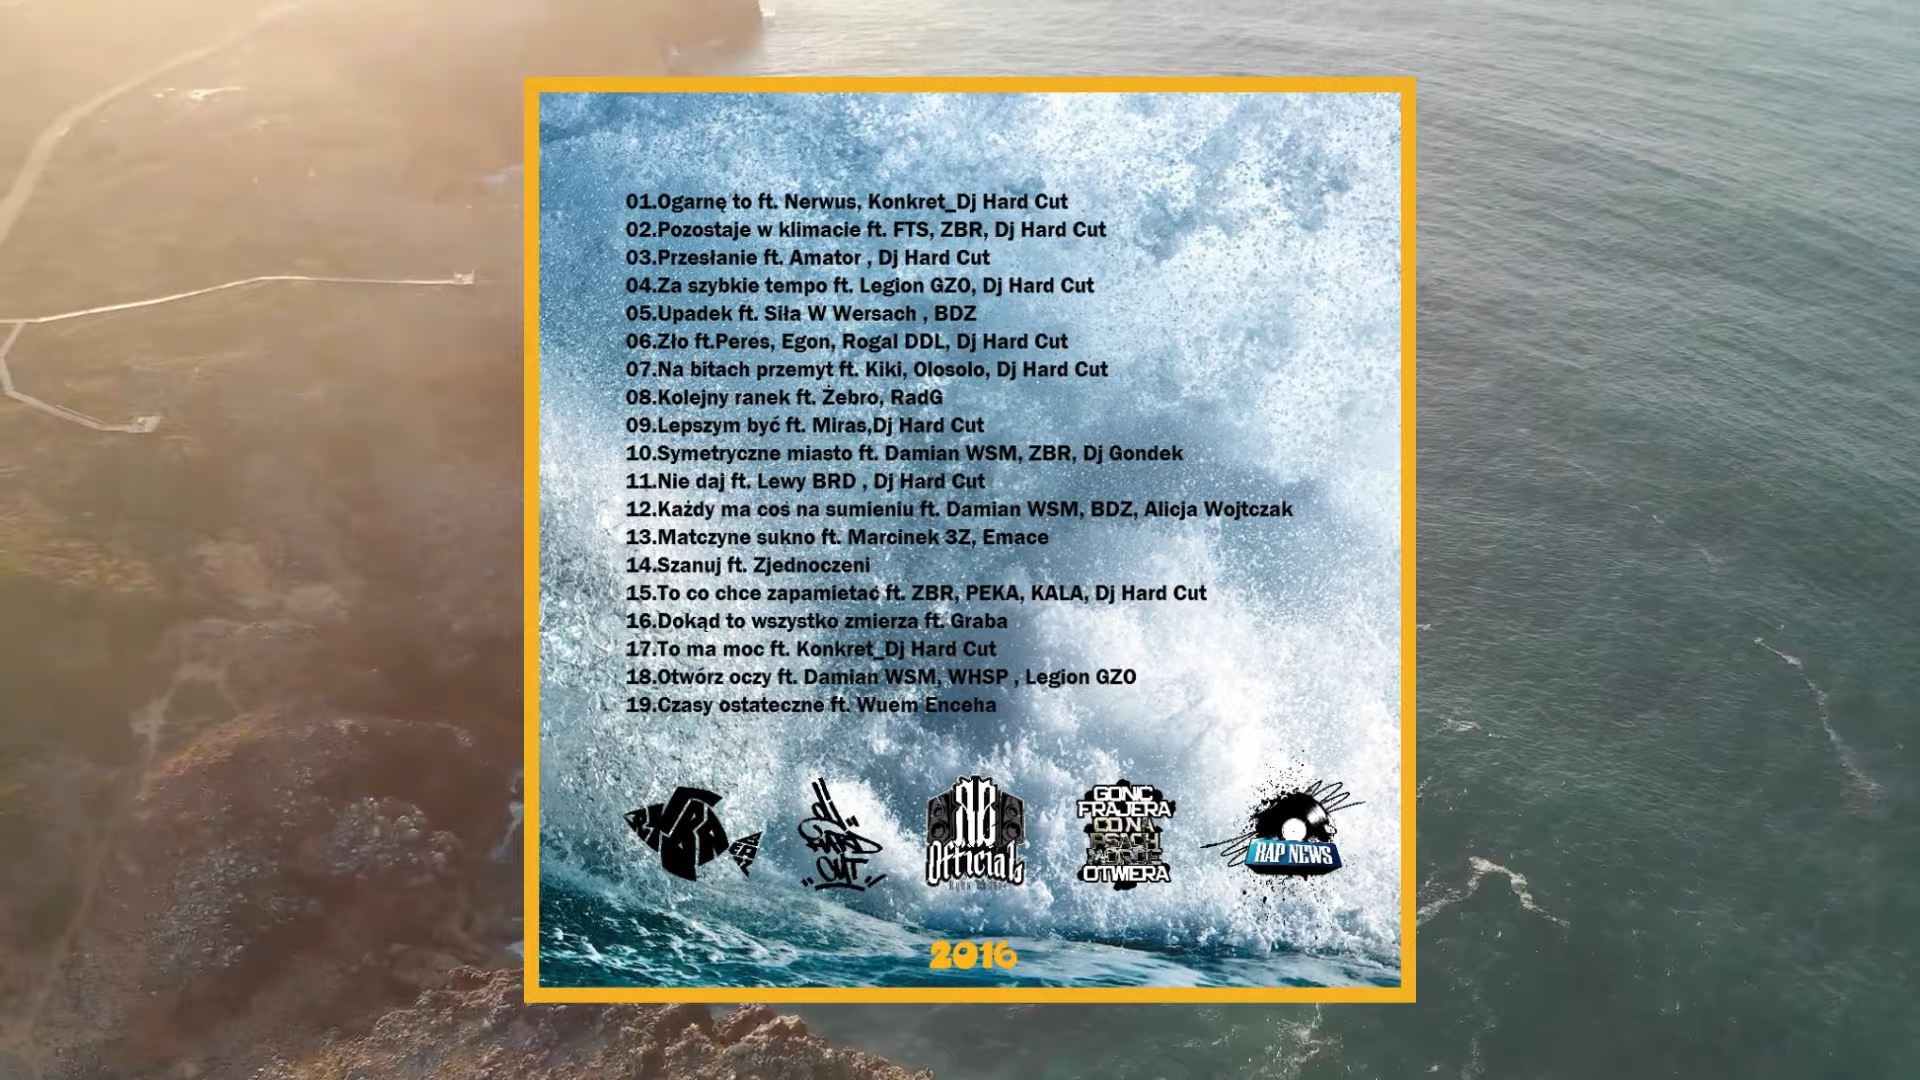 01.Ogarnę to ft. Nerwus, Konkret_Dj Hard Cut
02.Pozostaje w klimacie ft. FTS, ZBR, Dj Hard Cut
03.Przesłanie ft. Amator , Dj Hard Cut
04.Za szybkie tempo ft. Legion GZO, Dj Hard Cut
05.Upadek ft. Siła W Wersach , BDZ
06.Zło ft.Peres, Egon, Rogal DDL, Dj Hard Cut
07.Na bitach przemyt ft. Kiki, Olosolo, Dj Hard Cut
08.Kolejny ranek ft. Żebro, RadG
09.Lepszym być ft. Miras,Dj Hard Cut
10.Symetryczne miasto ft. Damian WSM, ZBR, Dj Gondek
11.Nie daj ft. Lewy BRD , Dj Hard Cut
12.Każdy ma coś na sumieniu ft. Damian WSM, BDZ, Alicja Wojtczak
13.Matczyne sukno ft. Marcinek 3Z, Emace
14.Szanuj ft. Zjednoczeni
15.To co chce zapamietać ft. ZBR, PEKA, KALA, Dj Hard Cut
16.Dokąd to wszystko zmierza ft. Graba
17.To ma moc ft. Konkret_Dj Hard Cut
18.Otwórz oczy ft. Damian WSM, WHSP , Legion GZO
19.Czasy ostateczne ft. Wuem Enceha
RYBA
DJ
HARD
CUT
Official
GONIC
FRAJERA
CO NA
PSACH
MORDE
OTWIERA
RAP NEWS
2016